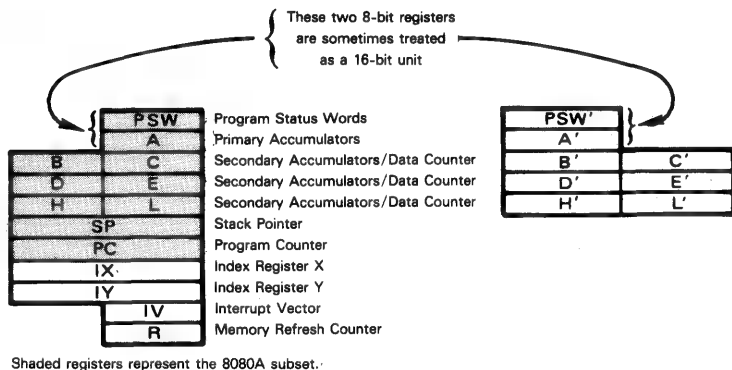 These two 8-bit registers
are sometimes treated
as a 16-bit unit
PSW Program Status Words PSW'
A Primary Accumulators A'
B C Secondary Accumulators/Data Counter B' C'
D E Secondary Accumulators/Data Counter D' E'
H L Secondary Accumulators/Data Counter H' L'
SP Stack Pointer
PC Program Counter
IX Index Register X
IY Index Register Y
IV Interrupt Vector
R Memory Refresh Counter
Shaded registers represent the 8080A subset.